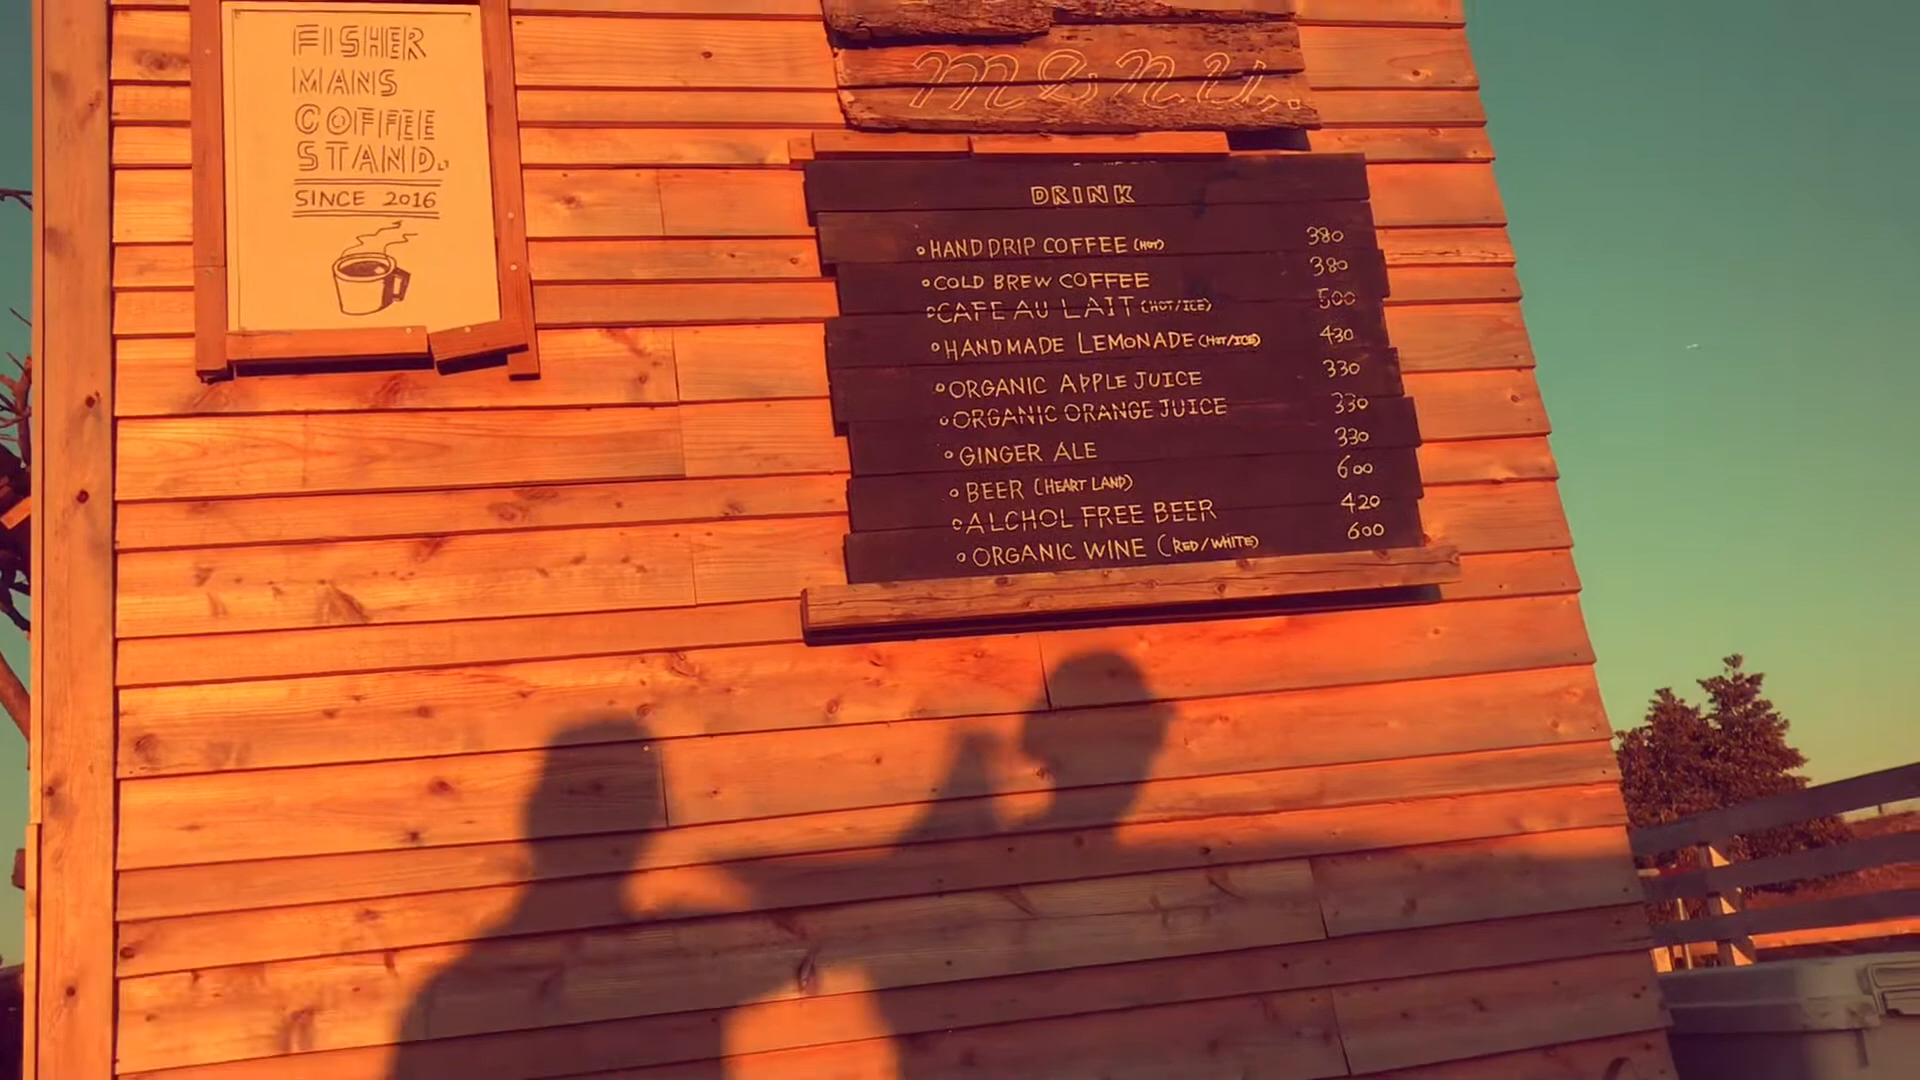 FISHER
MANS
COFFEE
STAND.
SINCE 2016
menu..
DRINK
HAND DRIP COFFEE (HOT) 380
COLD BREW COFFEE 380
CAFE AU LAIT (HOT/ICE) 500
HANDMADE LEMONADE (HOT/ICE) 430
ORGANIC APPLE JUICE 330
ORGANIC ORANGE JUICE 330
GINGER ALE 330
BEER (HEART LAND) 600
ALCHOL FREE BEER 420
ORGANIC WINE (RED/WHITE) 600